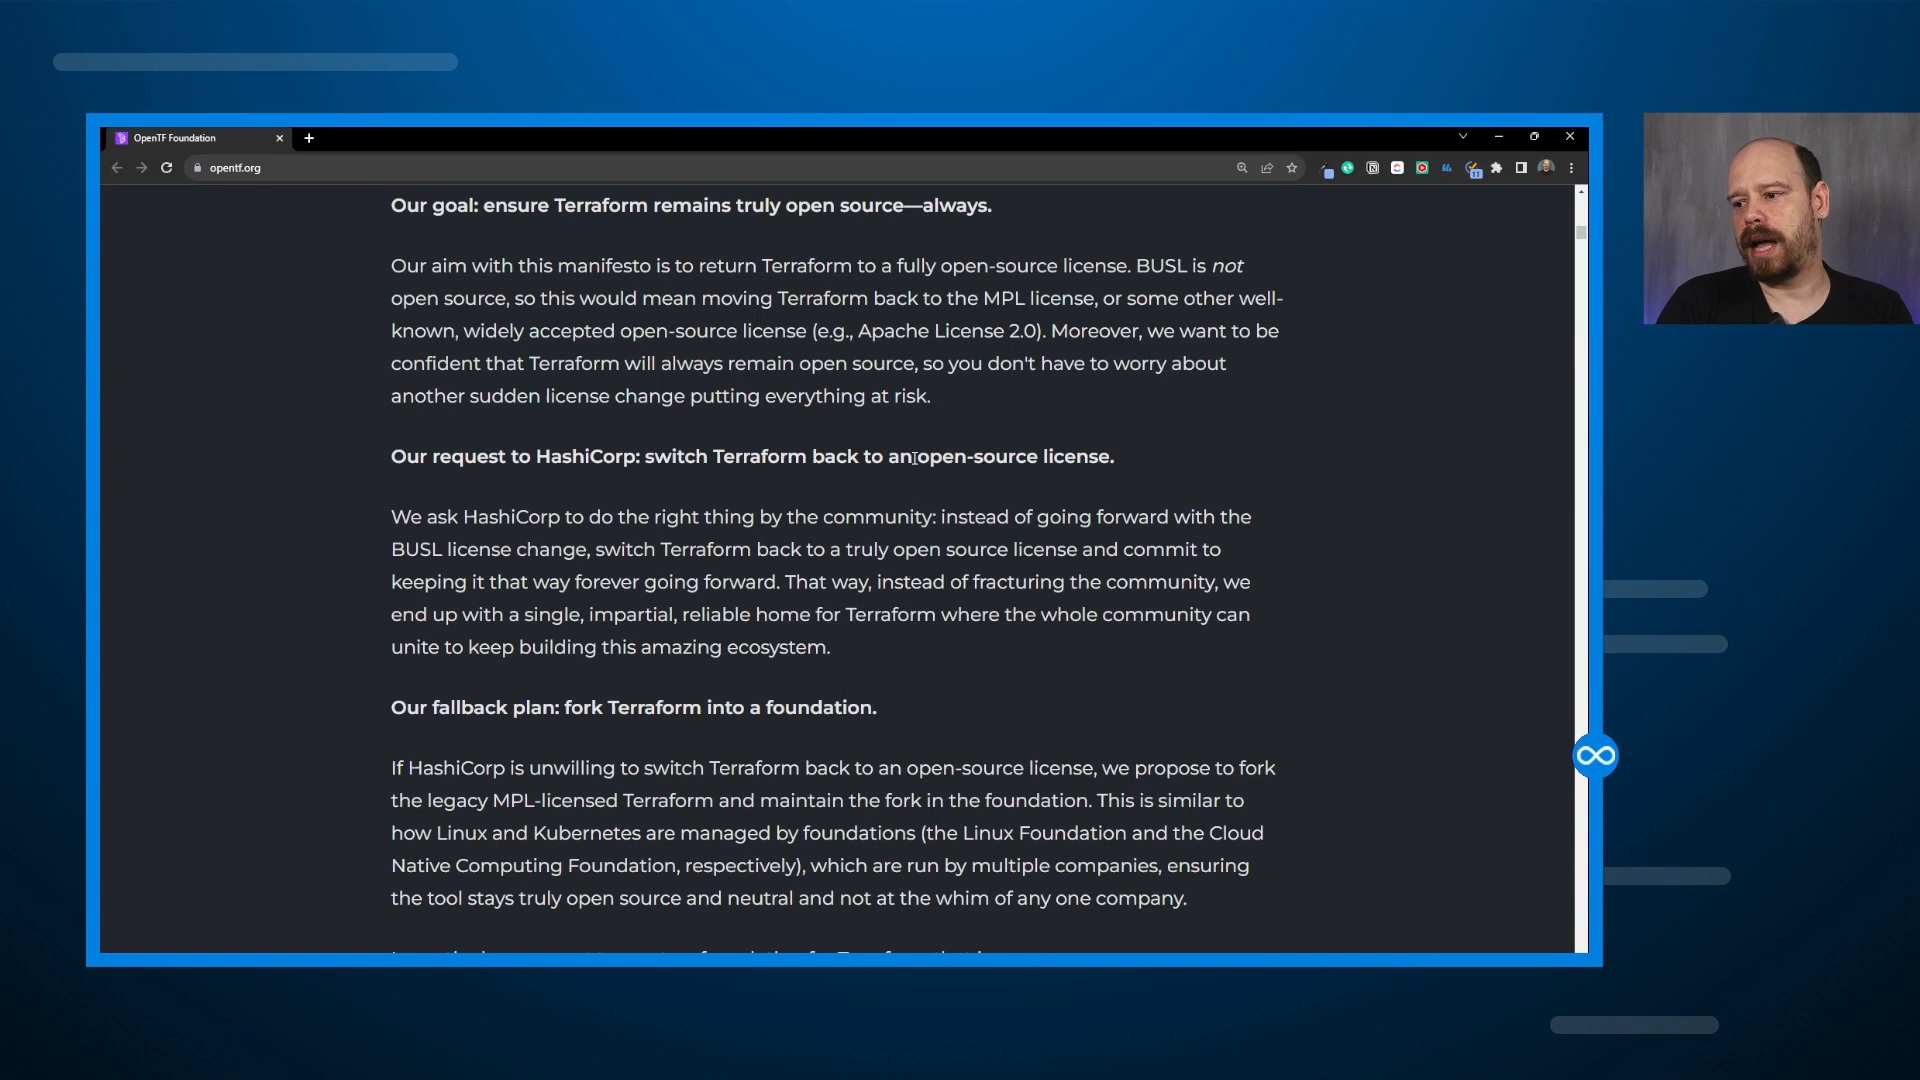 OpenTF Foundation
opentf.org
11
Our goal: ensure Terraform remains truly open source—always.
Our aim with this manifesto is to return Terraform to a fully open-source license. BUSL is not
open source, so this would mean moving Terraform back to the MPL license, or some other well-
known, widely accepted open-source license (e.g., Apache License 2.0). Moreover, we want to be
confident that Terraform will always remain open source, so you don't have to worry about
another sudden license change putting everything at risk.
Our request to HashiCorp: switch Terraform back to an open-source license.
We ask HashiCorp to do the right thing by the community: instead of going forward with the
BUSL license change, switch Terraform back to a truly open source license and commit to
keeping it that way forever going forward. That way, instead of fracturing the community, we
end up with a single, impartial, reliable home for Terraform where the whole community can
unite to keep building this amazing ecosystem.
Our fallback plan: fork Terraform into a foundation.
If HashiCorp is unwilling to switch Terraform back to an open-source license, we propose to fork
the legacy MPL-licensed Terraform and maintain the fork in the foundation. This is similar to
how Linux and Kubernetes are managed by foundations (the Linux Foundation and the Cloud
Native Computing Foundation, respectively), which are run by multiple companies, ensuring
the tool stays truly open source and neutral and not at the whim of any one company.